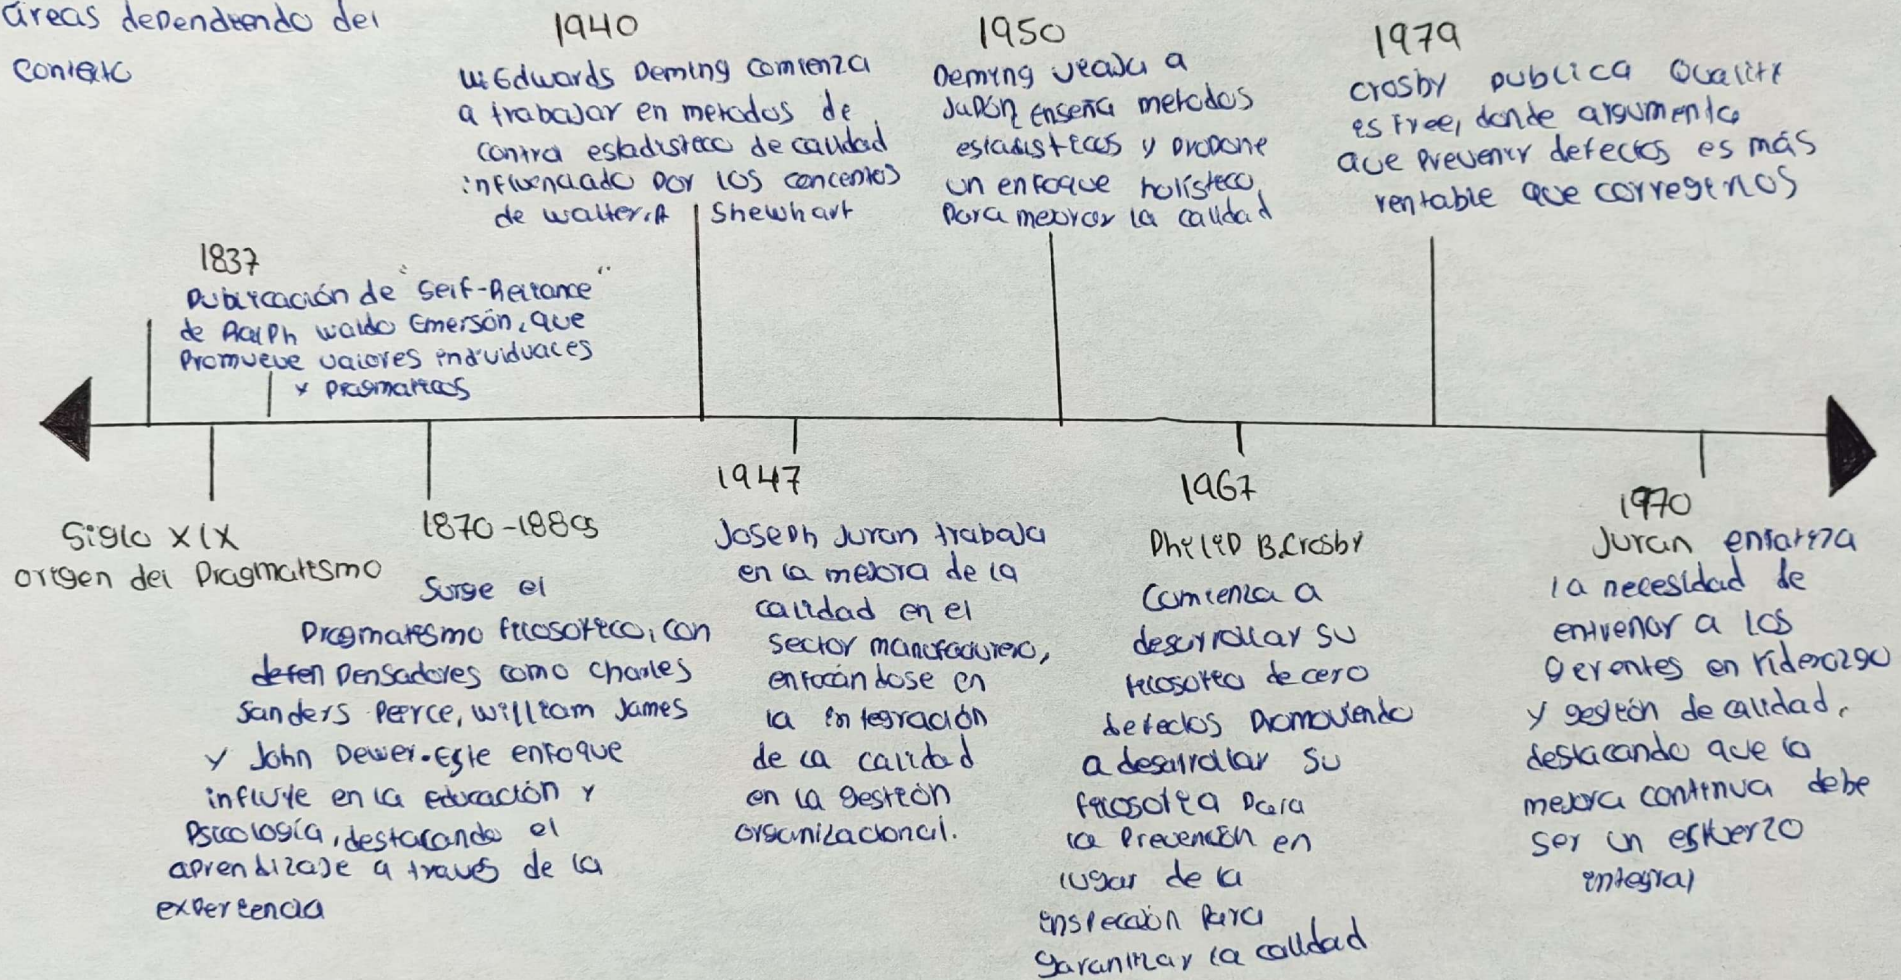 áreas dependiendo del
contexto
1940
W. Edwards Deming comienza
a trabajar en metodos de
control estadistico de calidad
influenciado por los conceptos
de Walter.A Shewhart
1950
Deming viaja a
Japón, enseña metodos
estadisticos y propone
un enfoque holístico
para mejorar la calidad
1979
Crosby publica Quality
is Free, donde argumenta
que prevenir defectos es más
rentable que corregirlos
1837
Publicación de "Self-Reliance"
de Ralph Waldo Emerson, que
Promueve valores individuales
y pragmaticos
Siglo XIX
origen del Pragmatismo
1870-1880s
Surge el
Pragmatismo filosofico, con
defen pensadores como Charles
Sanders Peirce, William James
y John Dewey. Este enfoque
influye en la educación y
Psicología, destacando el
aprendizaje a través de la
experiencia
1947
Joseph Juran trabaja
en la mejora de la
calidad en el
sector manufacturero,
enfocándose en
la integración
de la calidad
en la gestión
organizacional.
1967
Philip B.Crosby
Comienza a
desarrollar su
filosofia de cero
defectos promoviendo
a desarrollar su
filosofia para
la prevención en
lugar de la
inspección para
garantizar la calidad
1970
Juran enfatiza
la necesidad de
entrenar a los
gerentes en liderazgo
y gestión de calidad,
destacando que la
mejora continua debe
ser un esfuerzo
integral